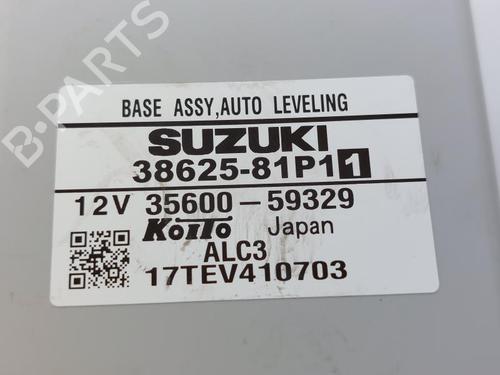 B-PARTS
BASE ASSY,AUTO LEVELING
SUZUKI
38625-81P11
12V 35600-59329
KOITO Japan
ALC3
17TEV410703